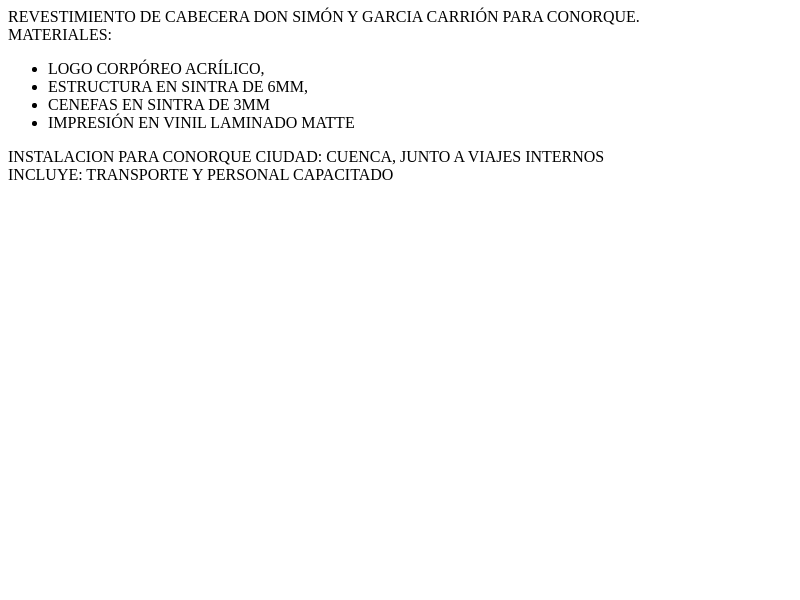 REVESTIMIENTO DE CABECERA DON SIMÓN Y GARCIA CARRIÓN PARA CONORQUE.
MATERIALES:
• LOGO CORPÓREO ACRÍLICO,
• ESTRUCTURA EN SINTRA DE 6MM,
• CENEFAS EN SINTRA DE 3MM
• IMPRESIÓN EN VINIL LAMINADO MATTE
INSTALACION PARA CONORQUE CIUDAD: CUENCA, JUNTO A VIAJES INTERNOS
INCLUYE: TRANSPORTE Y PERSONAL CAPACITADO